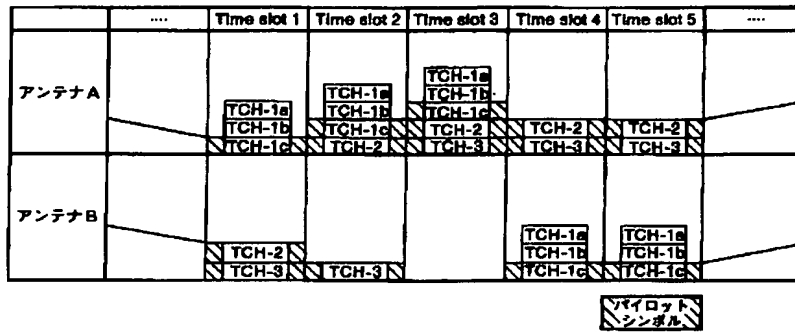 .... Time slot 1 Time slot 2 Time slot 3 Time slot 4 Time slot 5 ....
アンテナA
TCH-1a
TCH-1b
TCH-1c
TCH-1a
TCH-1b
TCH-1c
TCH-2
TCH-1a
TCH-1b
TCH-1c
TCH-2
TCH-3
TCH-2
TCH-3
TCH-2
TCH-3
アンテナB
TCH-2
TCH-3
TCH-3
TCH-1a
TCH-1b
TCH-1c
TCH-1a
TCH-1b
TCH-1c
パイロット
シンボル